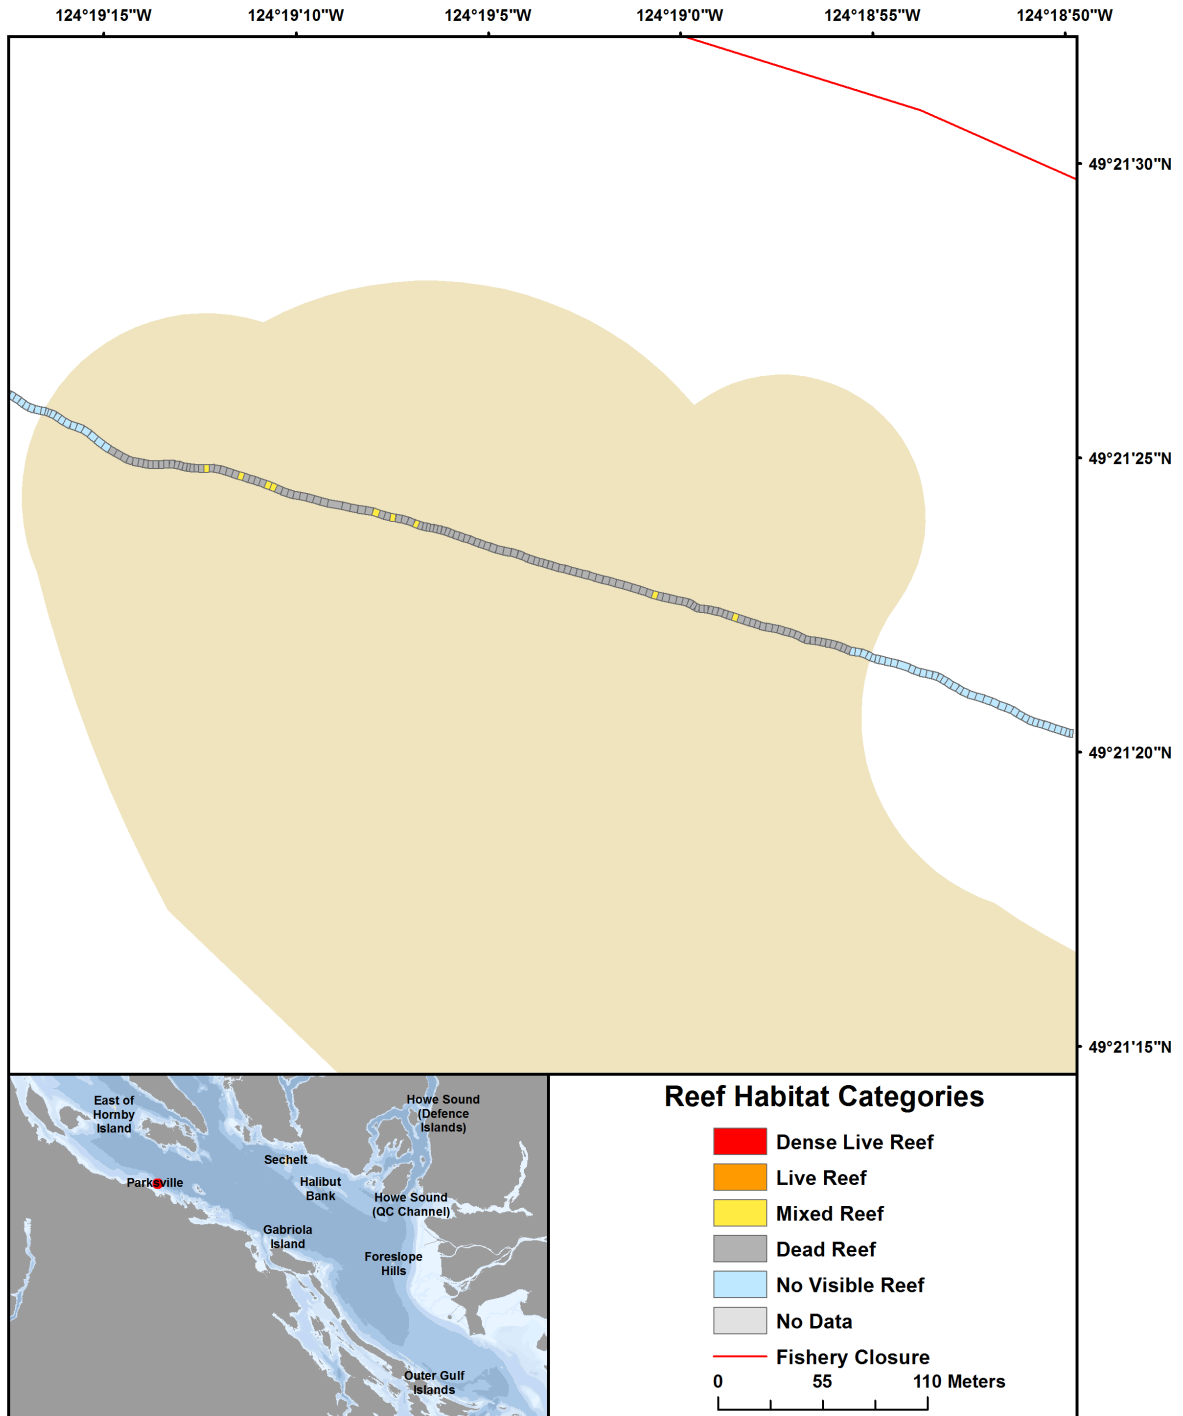 124°19'15"W 124°19'10"W 124°19'5"W 124°19'0"W 124°18'55"W 124°18'50"W
49°21'30"N
49°21'25"N
49°21'20"N
49°21'15"N
East of
Hornby
Island
Howe Sound
(Defence
Islands)
Sechelt
Parksville
Halibut
Bank
Howe Sound
(QC Channel)
Gabriola
Island
Foreslope
Hills
Outer Gulf
Islands
Reef Habitat Categories
Dense Live Reef
Live Reef
Mixed Reef
Dead Reef
No Visible Reef
No Data
Fishery Closure
0 55 110 Meters